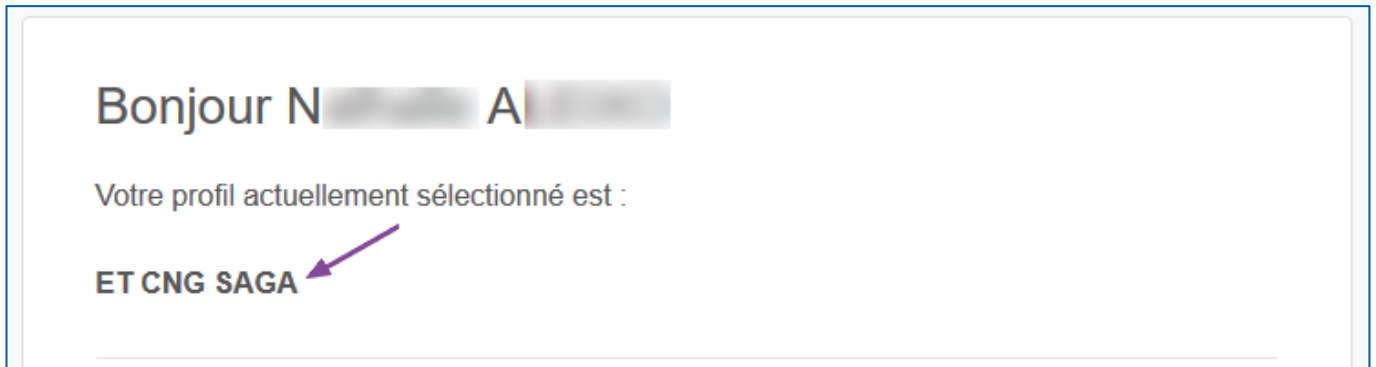 Bonjour N A
Votre profil actuellement sélectionné est :
ET CNG SAGA